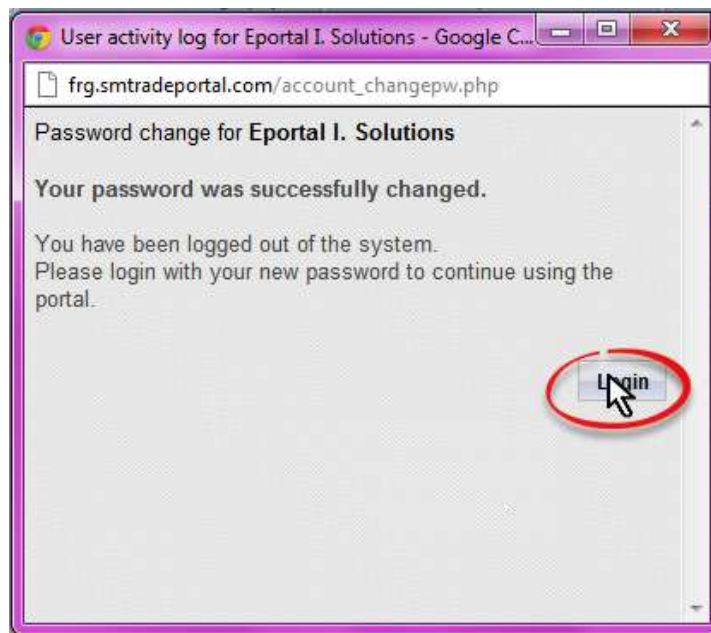 User activity log for Eportal I. Solutions - Google C...
frg.smtradeportal.com/account_changepw.php
Password change for Eportal I. Solutions
Your password was successfully changed.
You have been logged out of the system.
Please login with your new password to continue using the
portal.
Login